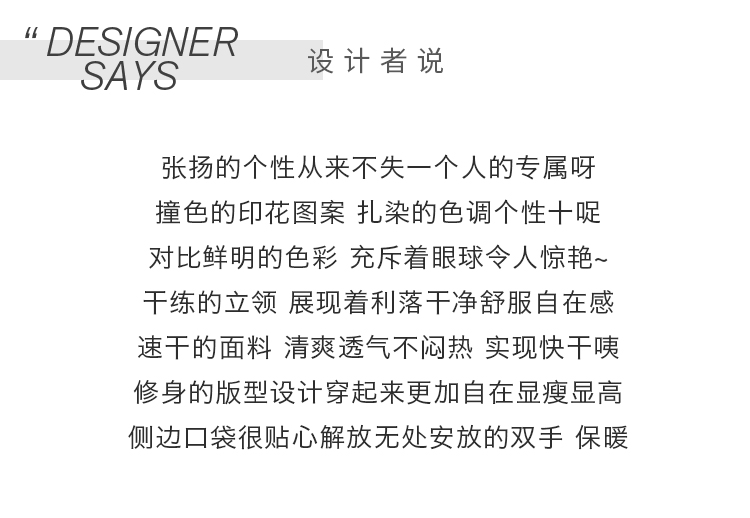 “ DESIGNER
SAYS
设计者说
张扬的个性从来不失一个人的专属呀
撞色的印花图案 扎染的色调个性十哫
对比鲜明的色彩 充斥着眼球令人惊艳~
干练的立领 展现着利落干净舒服自在感
速干的面料 清爽透气不闷热 实现快干咦
修身的版型设计穿起来更加自在显瘦显高
侧边口袋很贴心解放无处安放的双手 保暖